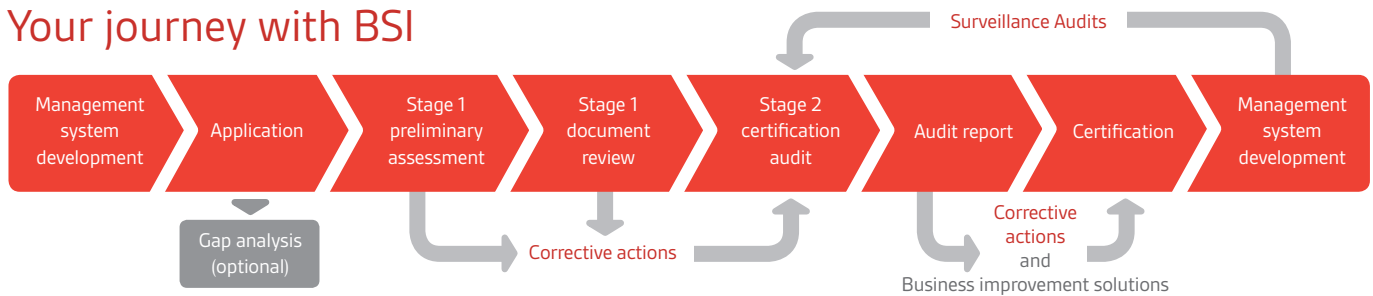 Your journey with BSI
Surveillance Audits
Management
system
development
Application
Stage 1
preliminary
assessment
Stage 1
document
review
Stage 2
certification
audit
Audit report
Certification
Management
system
development
Gap analysis
(optional)
Corrective actions
Corrective
actions
and
Business improvement solutions